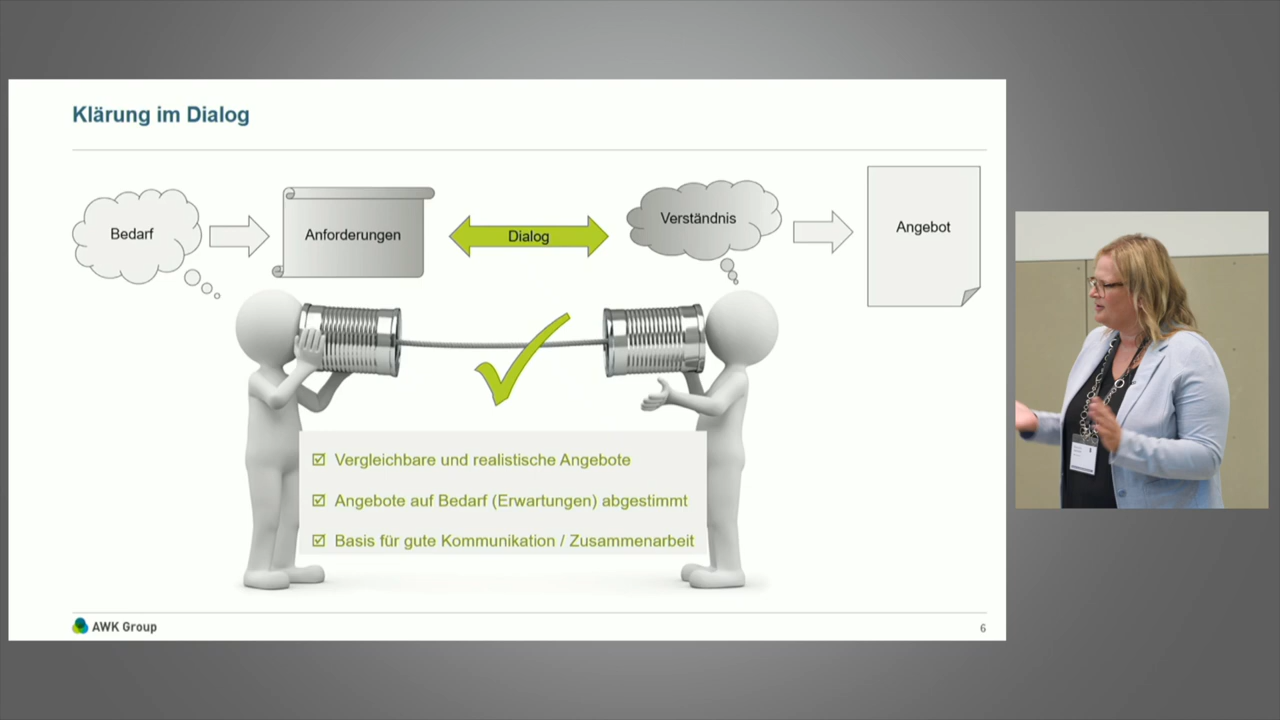 Klärung im Dialog
Bedarf
Anforderungen
Dialog
Verständnis
Angebot
Vergleichbare und realistische Angebote
Angebote auf Bedarf (Erwartungen) abgestimmt
Basis für gute Kommunikation / Zusammenarbeit
AWK Group
6